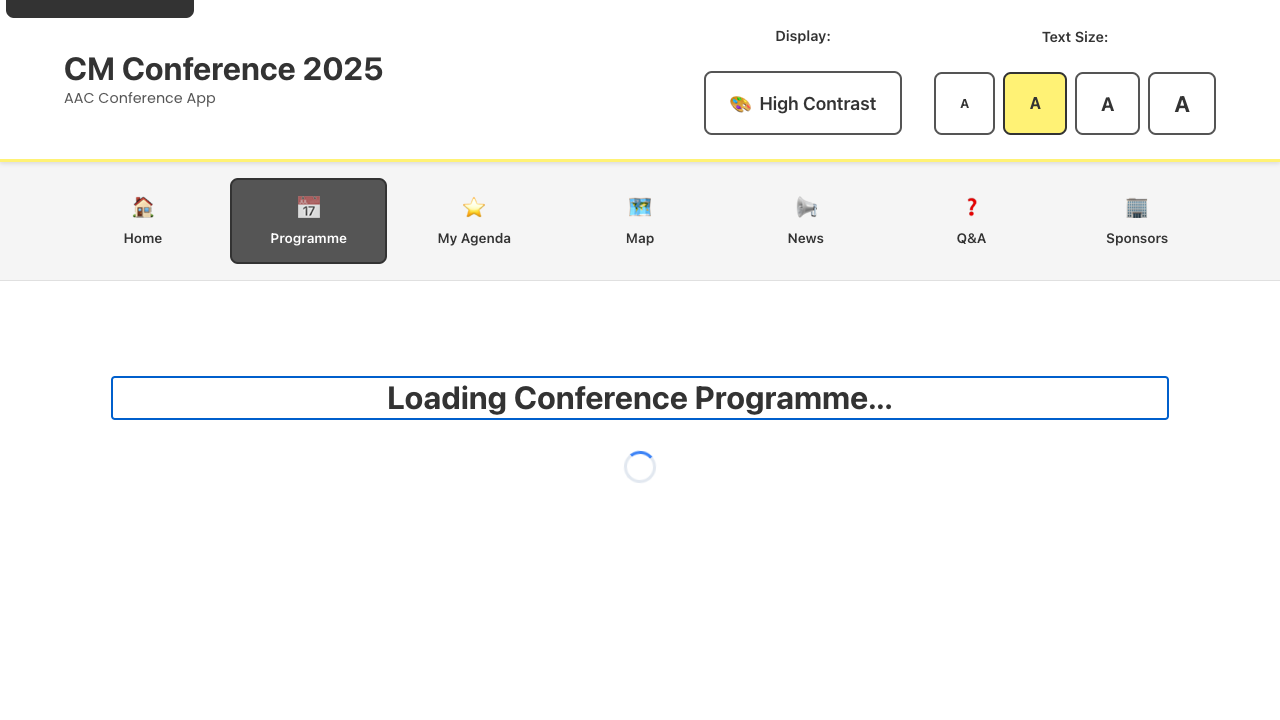 CM Conference 2025
AAC Conference App
Display:
🎨 High Contrast
Text Size:
A
A
A
A
Home
Programme
My Agenda
Map
News
Q&A
Sponsors
Loading Conference Programme...